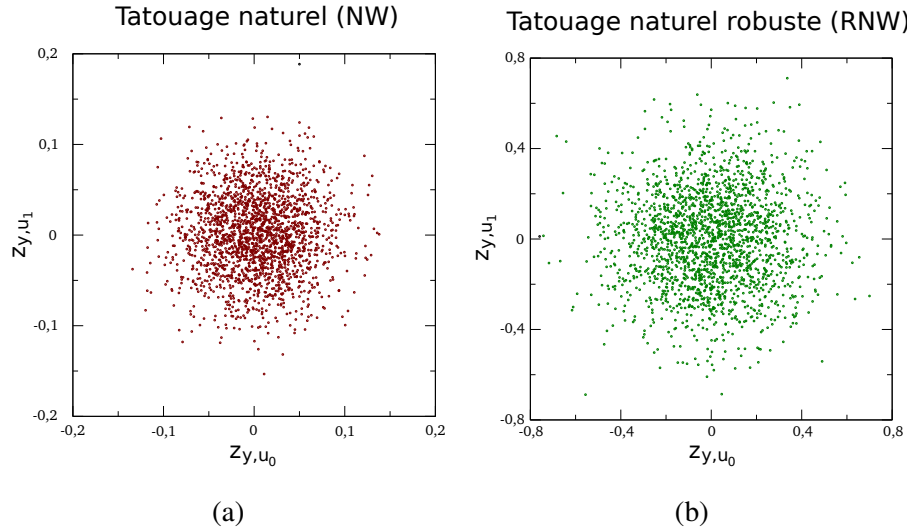 Tatouage naturel (NW)
0,2
0,1
0
-0,1
-0,2
-0,2
-0,1
0
0,1
0,2
zy,u1
zy,u0
(a)
Tatouage naturel robuste (RNW)
0,8
0,4
0
-0,4
-0,8
-0,8
-0,4
0
0,4
0,8
zy,u1
zy,u0
(b)